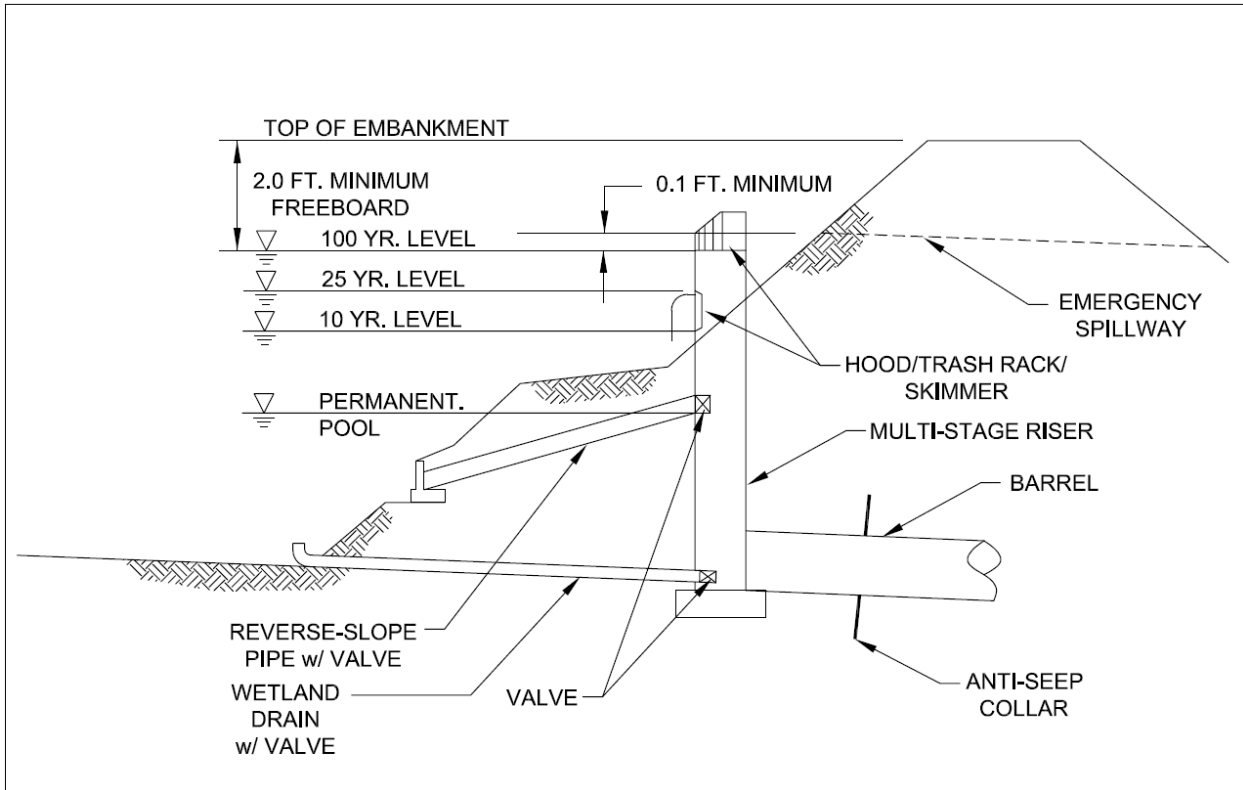 TOP OF EMBANKMENT
2.0 FT. MINIMUM
FREEBOARD
0.1 FT. MINIMUM
100 YR. LEVEL
25 YR. LEVEL
10 YR. LEVEL
EMERGENCY
SPILLWAY
HOOD/TRASH RACK/
SKIMMER
PERMANENT.
POOL
MULTI-STAGE RISER
BARREL
REVERSE-SLOPE
PIPE w/ VALVE
WETLAND
DRAIN
w/ VALVE
VALVE
ANTI-SEEP
COLLAR